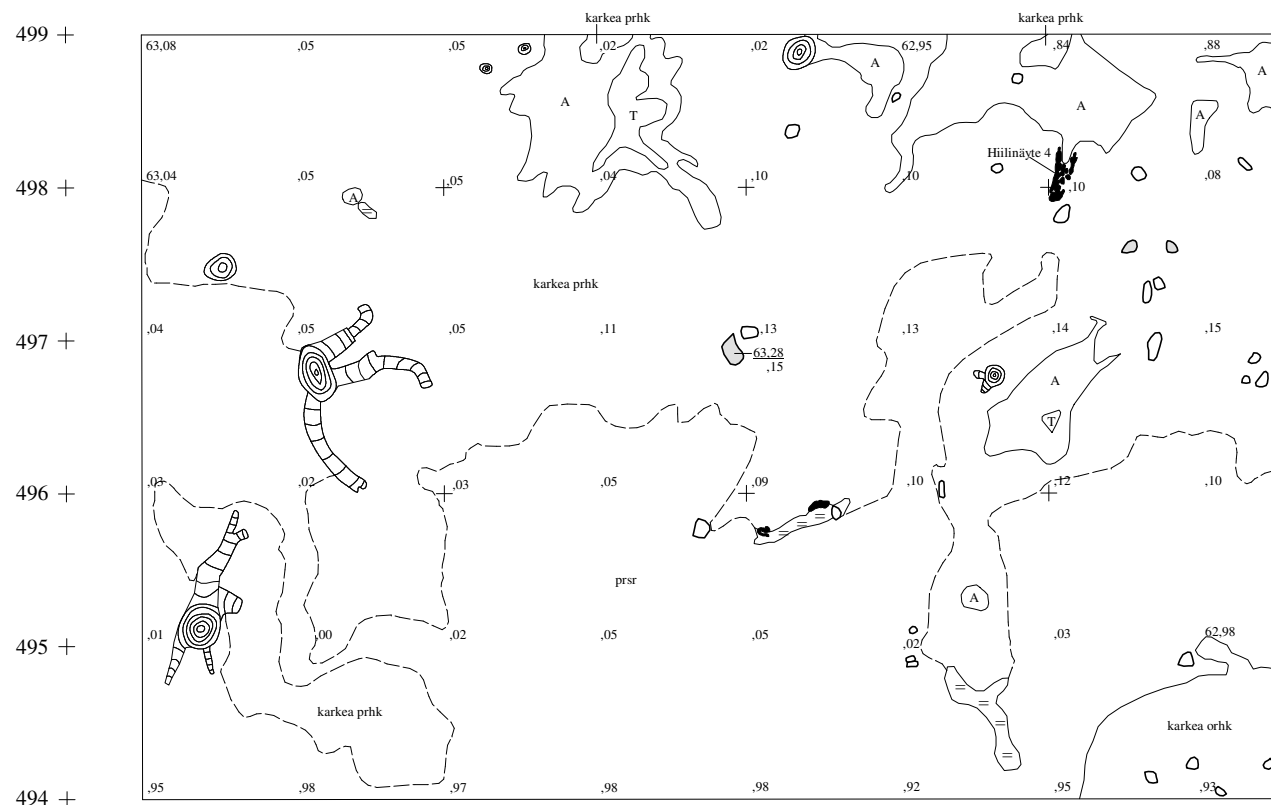 karkea prhk karkea prhk
499
63,08 ,05 ,05 ,02 ,02 62,95 ,84 ,88
A A A
A A
T
Hiilinäyte 4
63,04 ,05 ,05 ,04 ,10 ,10 ,10 ,08
498
A
karkea prhk
,04 ,05 ,05 ,11 ,13 ,13 ,14 ,15
497
63,28
,15
A
T
,03 ,02 ,03 ,05 ,09 ,10 ,12 ,10
496
prsr
A
,01 ,00 ,02 ,05 ,05 ,02 ,03 62,98
495
karkea prhk
karkea orhk
,95 ,98 ,97 ,98 ,98 ,92 ,95 ,93
494